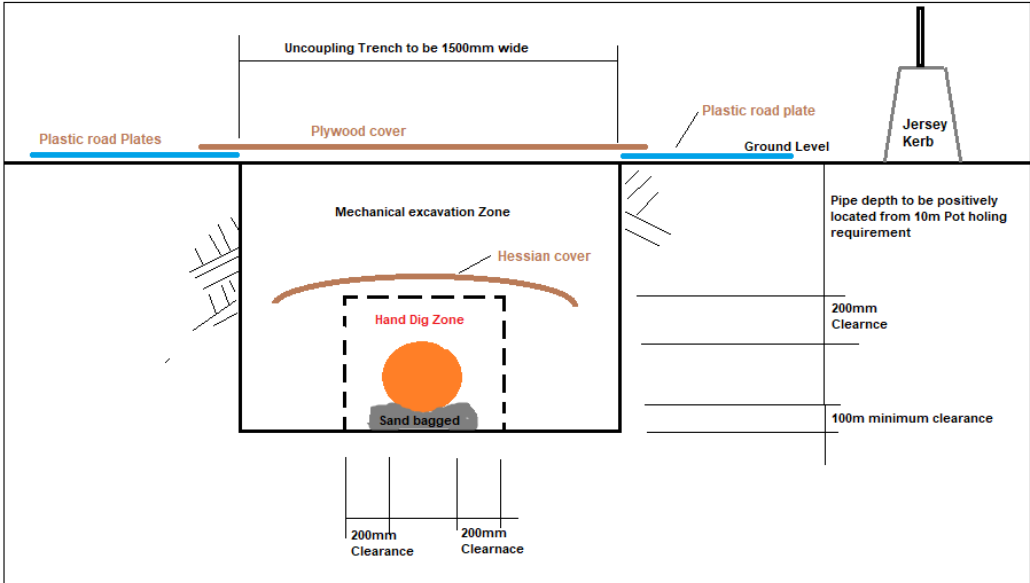 Uncoupling Trench to be 1500mm wide
Plastic road Plates
Plywood cover
Plastic road plate
Ground Level
Jersey
Kerb
Mechanical excavation Zone
Pipe depth to be positively
located from 10m Pot holing
requirement
Hessian cover
Hand Dig Zone
200mm
Clearnce
Sand bagged
100m minimum clearance
200mm
Clearance
200mm
Clearnace